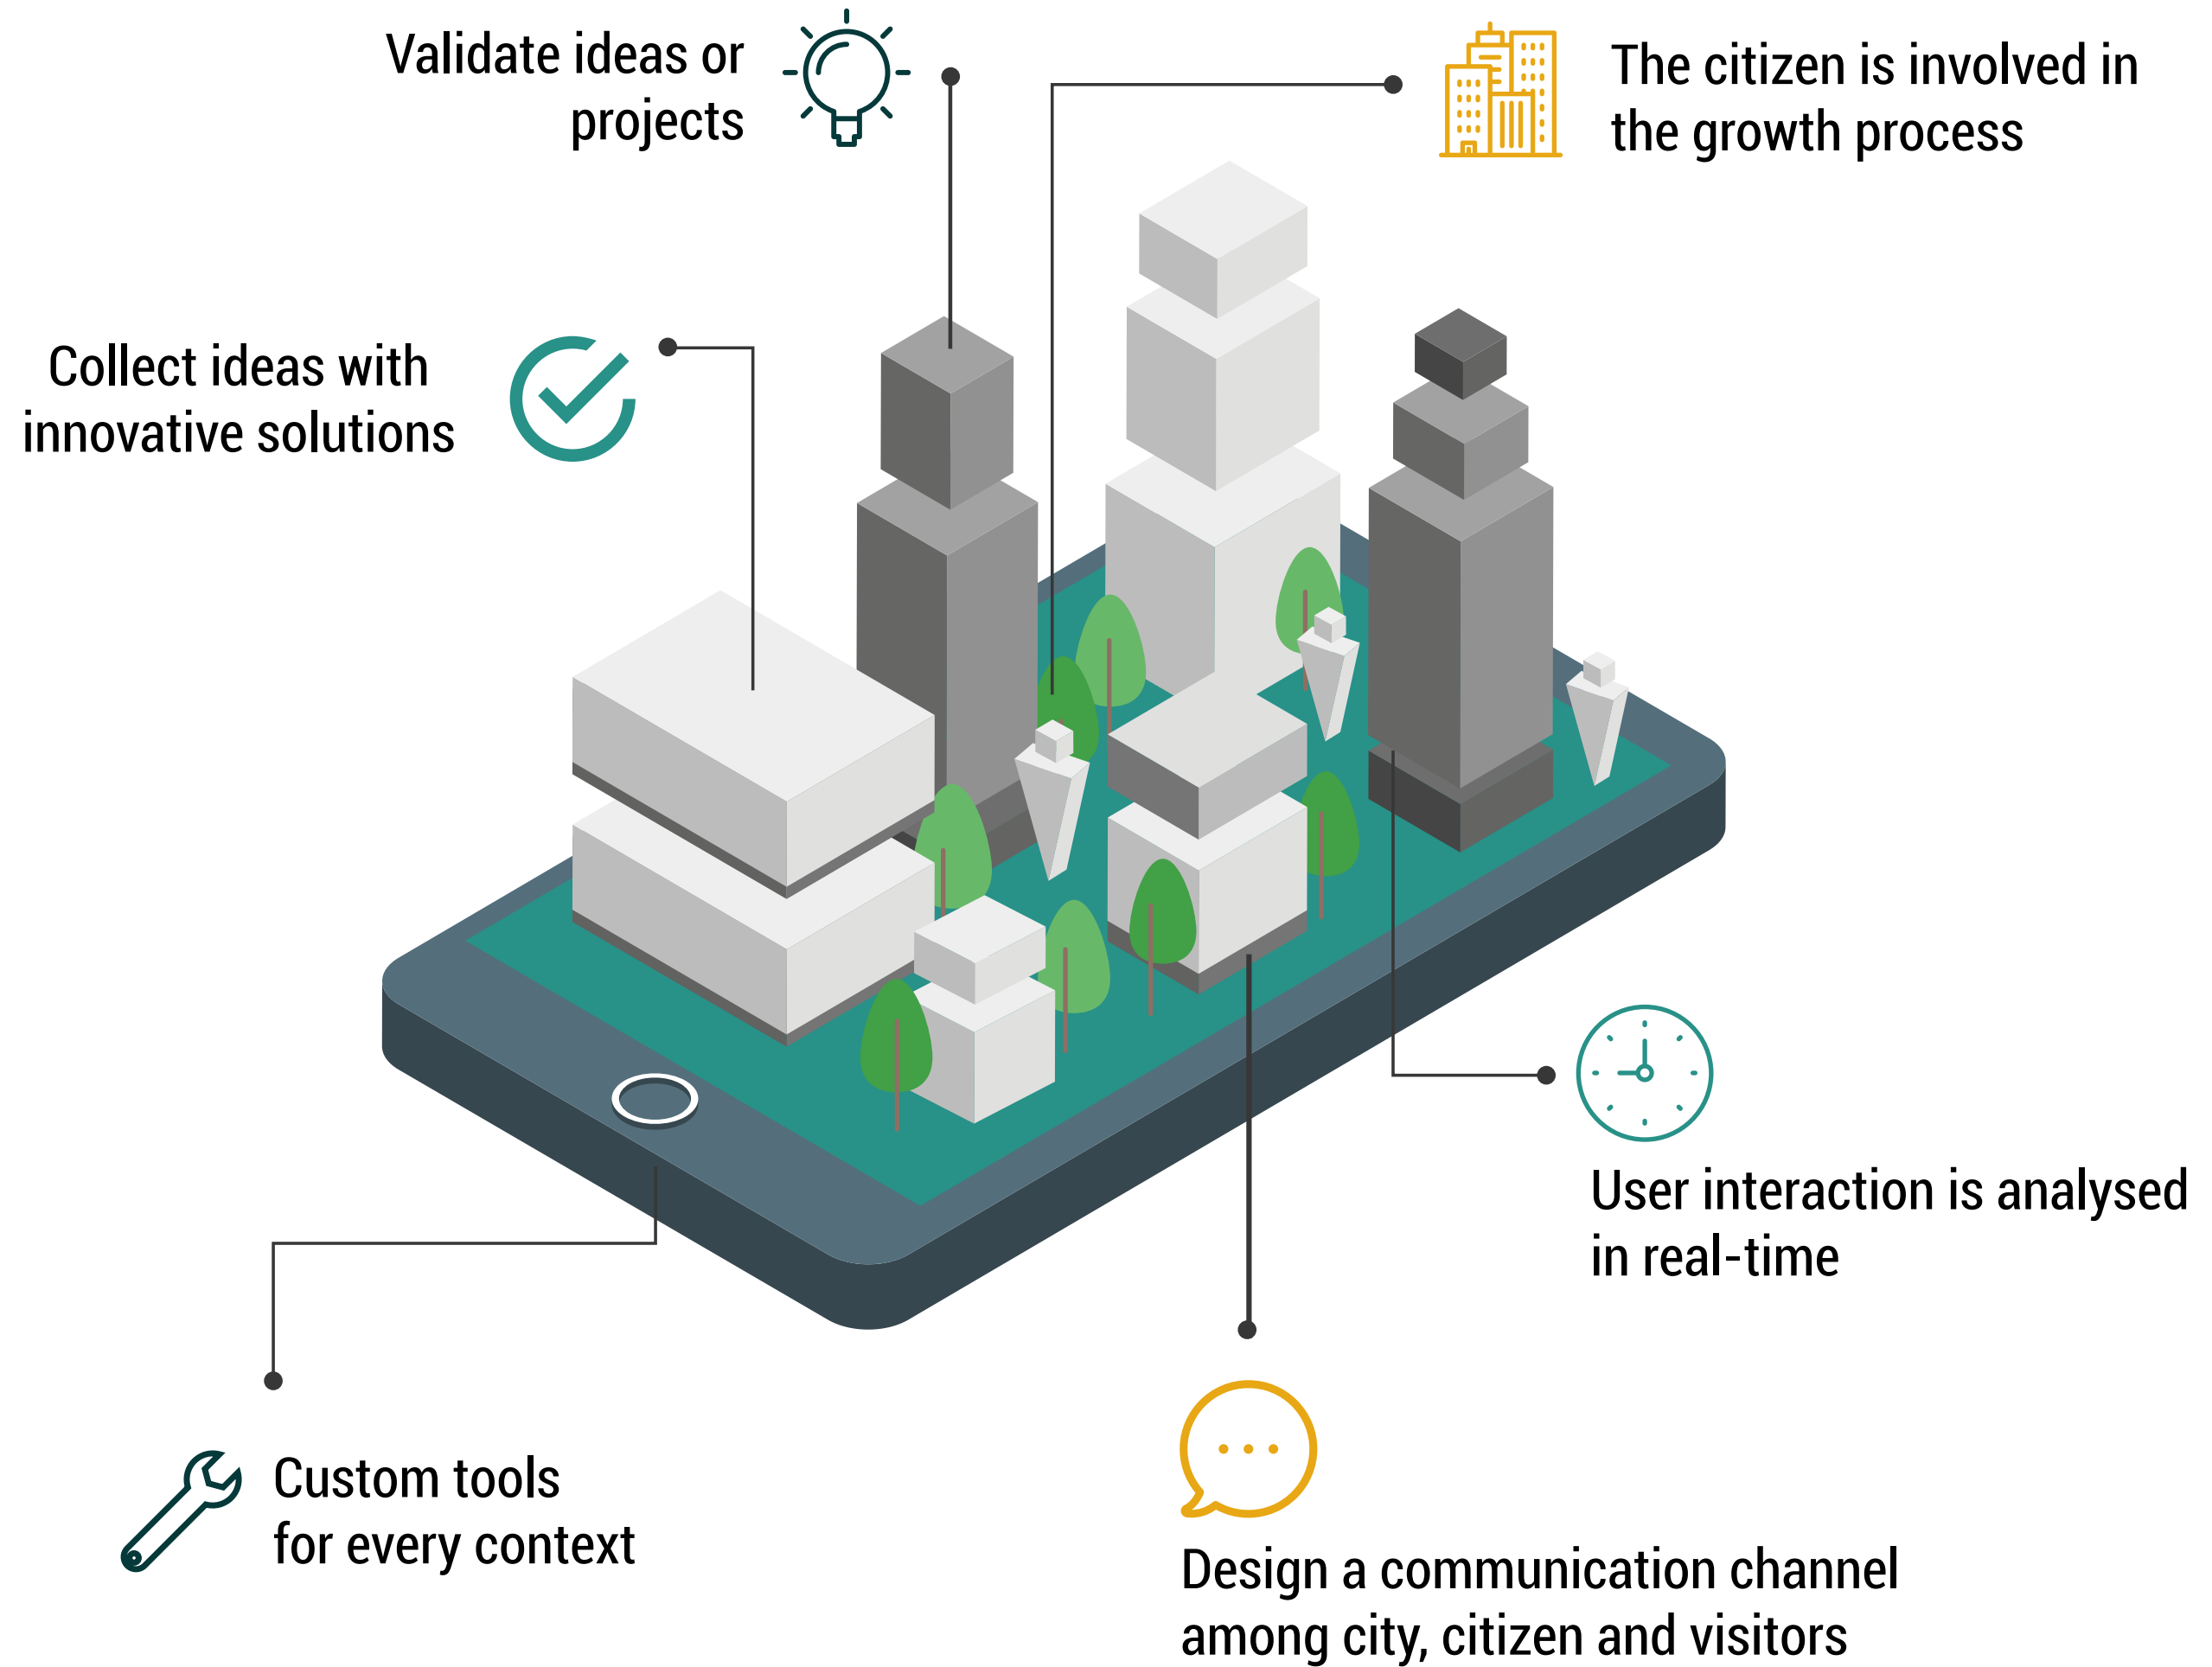 Validate ideas or
projects
The citizen is involved in
the growth process
Collect ideas with
innovative solutions
User interaction is analysed
in real-time
Custom tools
for every context
Design a communication channel
among city, citizen and visitors